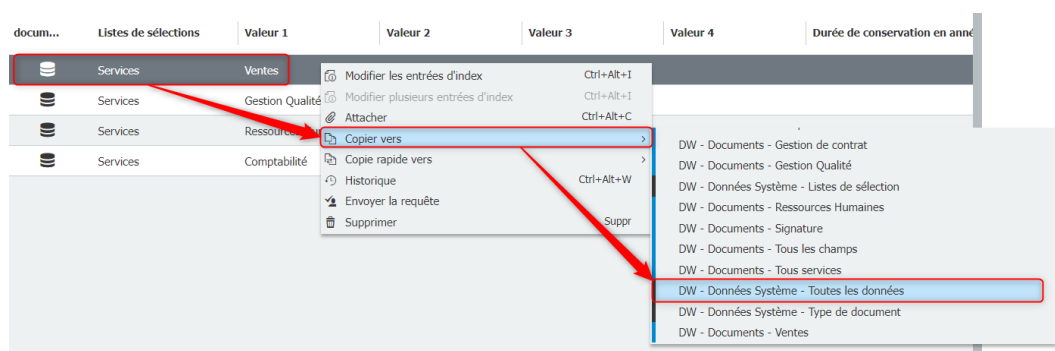 docum... Listes de sélections Valeur 1 Valeur 2 Valeur 3 Valeur 4 Durée de conservation en anné
Services Ventes
Services Gestion Qualité
Services
Services Comptabilité
Modifier les entrées d'index Ctrl+Alt+I
Modifier plusieurs entrées d'index Ctrl+Alt+I
Attacher Ctrl+Alt+C
Copier vers
Copie rapide vers
Historique Ctrl+Alt+W
Envoyer la requête
Supprimer Suppr
DW - Documents - Gestion de contrat
DW - Documents - Gestion Qualité
DW - Données Système - Listes de sélection
DW - Documents - Ressources Humaines
DW - Documents - Signature
DW - Documents - Tous les champs
DW - Documents - Tous services
DW - Données Système - Toutes les données
DW - Données Système - Type de document
DW - Documents - Ventes